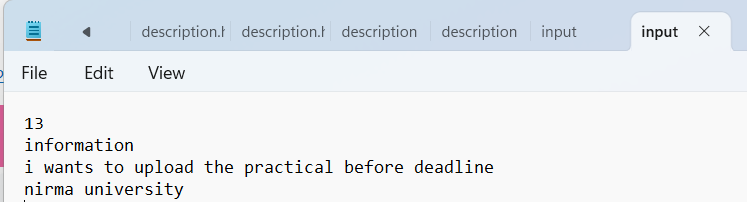 description.h description.h description description input input
File Edit View
13
information
i wants to upload the practical before deadline
nirma university